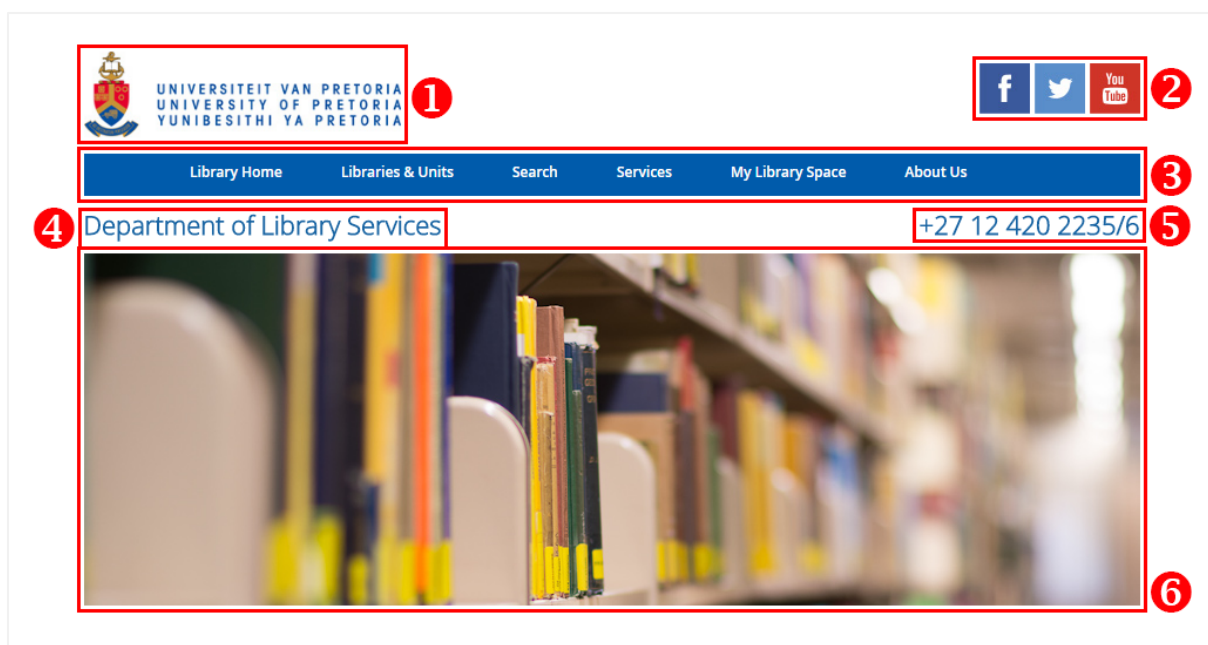 UNIVERSITEIT VAN PRETORIA
UNIVERSITY OF PRETORIA
YUNIBESITHI YA PRETORIA
1
f
You
Tube
2
Library Home Libraries & Units Search Services My Library Space About Us
3
4
Department of Library Services
+27 12 420 2235/6
5
6